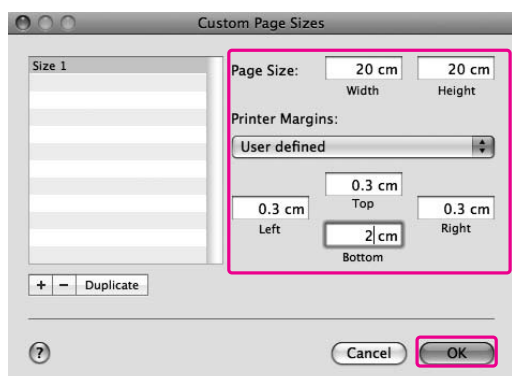 Custom Page Sizes
Size 1
Page Size: 20 cm 20 cm
Width Height
Printer Margins:
User defined
0.3 cm
Top
0.3 cm 0.3 cm
Left Right
2 cm
Bottom
+ − Duplicate
? Cancel OK